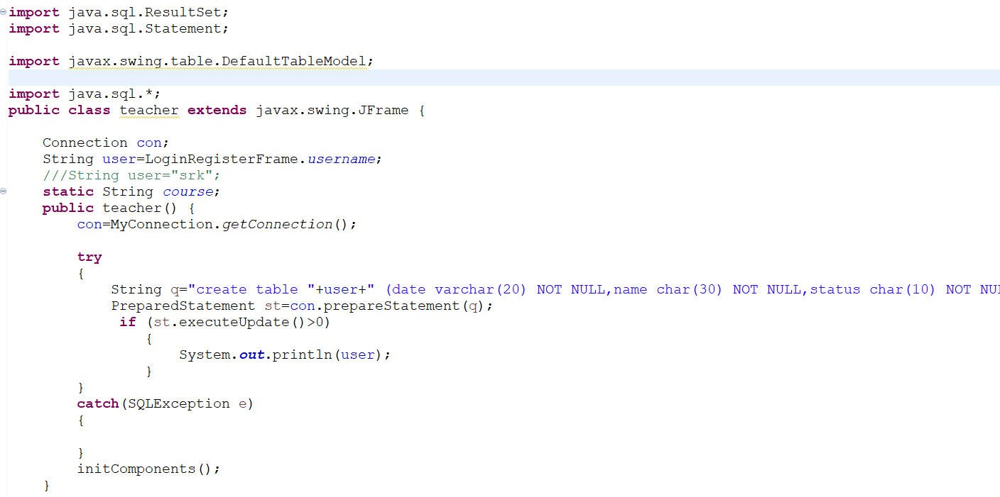 import java.sql.ResultSet;
import java.sql.Statement;
import javax.swing.table.DefaultTableModel;
import java.sql.*;
public class teacher extends javax.swing.JFrame {
Connection con;
String user=LoginRegisterFrame.username;
///String user="srk";
static String course;
public teacher() {
con=MyConnection.getConnection();
try
{
String q="create table "+user+" (date varchar(20) NOT NULL,name char(30) NOT NULL,status char(10) NOT
PreparedStatement st=con.prepareStatement(q);
if (st.executeUpdate()>0)
{
System.out.println(user);
}
}
catch(SQLException e)
{
}
initComponents();
}